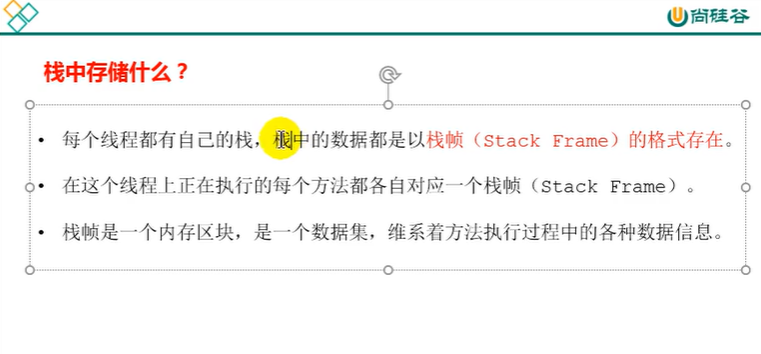 尚硅谷
栈中存储什么？
• 每个线程都有自己的栈，栈中的数据都是以栈帧（Stack Frame）的格式存在。
• 在这个线程上正在执行的每个方法都各自对应一个栈帧（Stack Frame）。
• 栈帧是一个内存区块，是一个数据集，维系着方法执行过程中的各种数据信息。